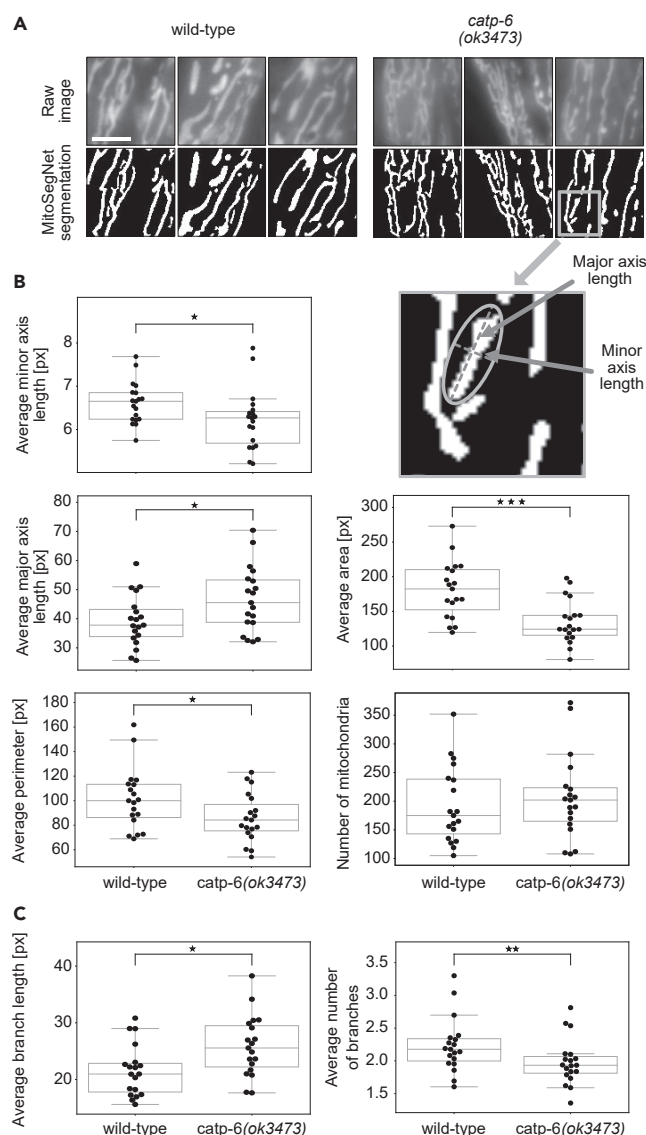 A
wild-type
catp-6
(ok3473)
Raw
image
MitoSegNet
segmentation
B
Major axis
length
Minor
axis
length
Average minor axis
length [px]
8
7
6
★
Average major axis
length [px]
80
70
60
50
40
30
★
Average area [px]
300
250
200
150
100
★★★
Average perimeter [px]
180
160
140
120
100
80
60
★
wild-type
catp-6(ok3473)
Number of mitochondria
350
300
250
200
150
100
wild-type
catp-6(ok3473)
C
Average branch length [px]
40
30
20
★
wild-type
catp-6(ok3473)
Average number
of branches
3.5
3.0
2.5
2.0
1.5
★★
wild-type
catp-6(ok3473)